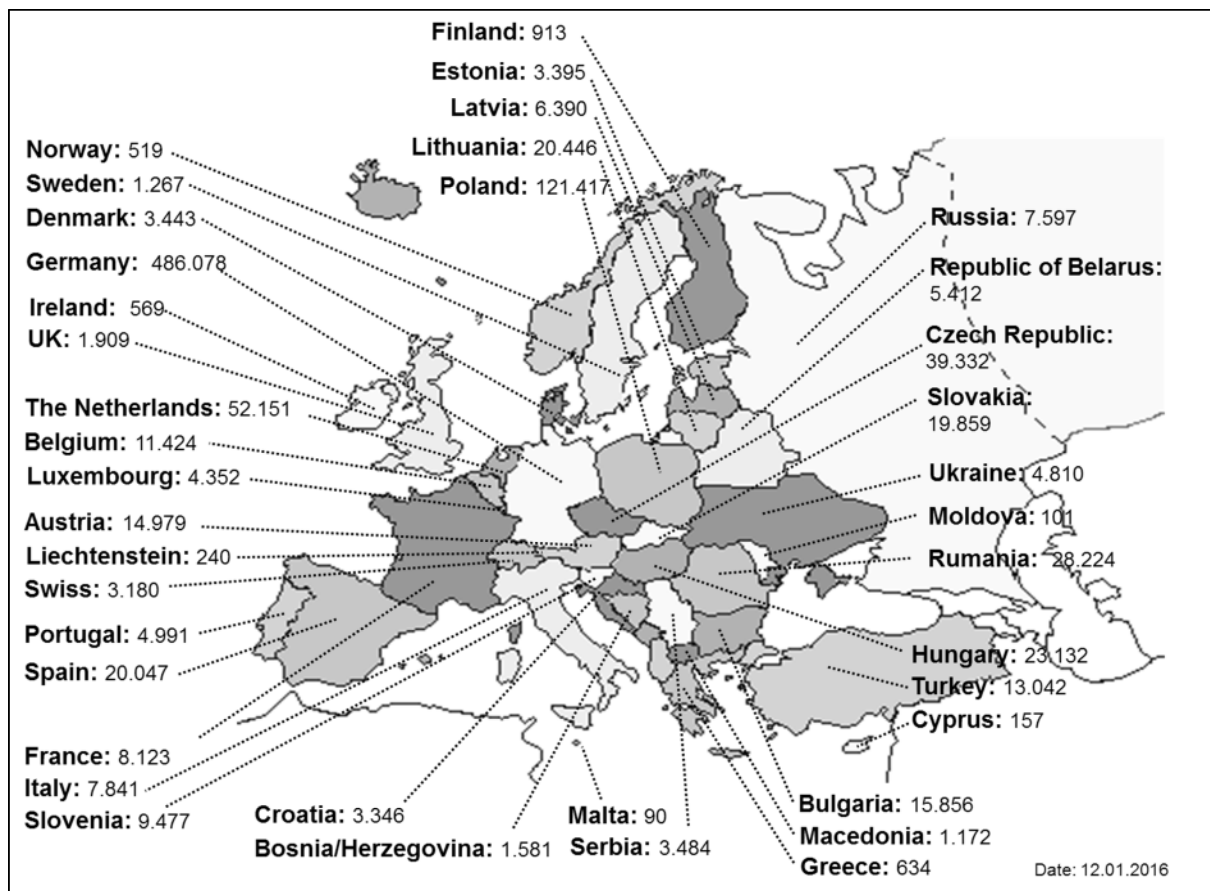 Finland: 913
Estonia: 3.395
Latvia: 6.390
Lithuania: 20.446
Poland: 121.417
Norway: 519
Sweden: 1.267
Denmark: 3.443
Germany: 486.078
Ireland: 569
UK: 1.909
The Netherlands: 52.151
Belgium: 11.424
Luxembourg: 4.352
Austria: 14.979
Liechtenstein: 240
Swiss: 3.180
Portugal: 4.991
Spain: 20.047
France: 8.123
Italy: 7.841
Slovenia: 9.477
Croatia: 3.346
Bosnia/Herzegovina: 1.581
Malta: 90
Serbia: 3.484
Russia: 7.597
Republic of Belarus:
5.412
Czech Republic:
39.332
Slovakia:
19.859
Ukraine: 4.810
Moldova: 101
Rumania: 28.224
Hungary: 23.132
Turkey: 13.042
Cyprus: 157
Bulgaria: 15.856
Macedonia: 1.172
Greece: 634
Date: 12.01.2016